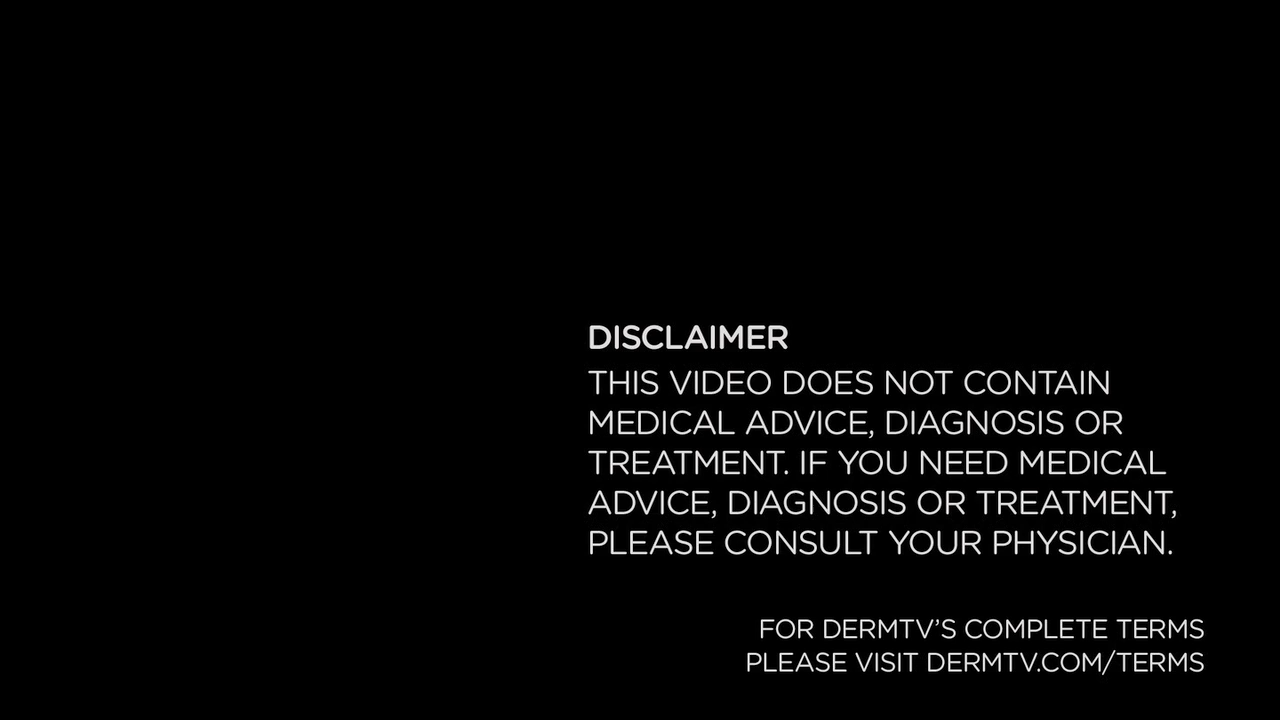 DISCLAIMER
THIS VIDEO DOES NOT CONTAIN
MEDICAL ADVICE, DIAGNOSIS OR
TREATMENT. IF YOU NEED MEDICAL
ADVICE, DIAGNOSIS OR TREATMENT,
PLEASE CONSULT YOUR PHYSICIAN.
FOR DERMTV’S COMPLETE TERMS
PLEASE VISIT DERMTV.COM/TERMS